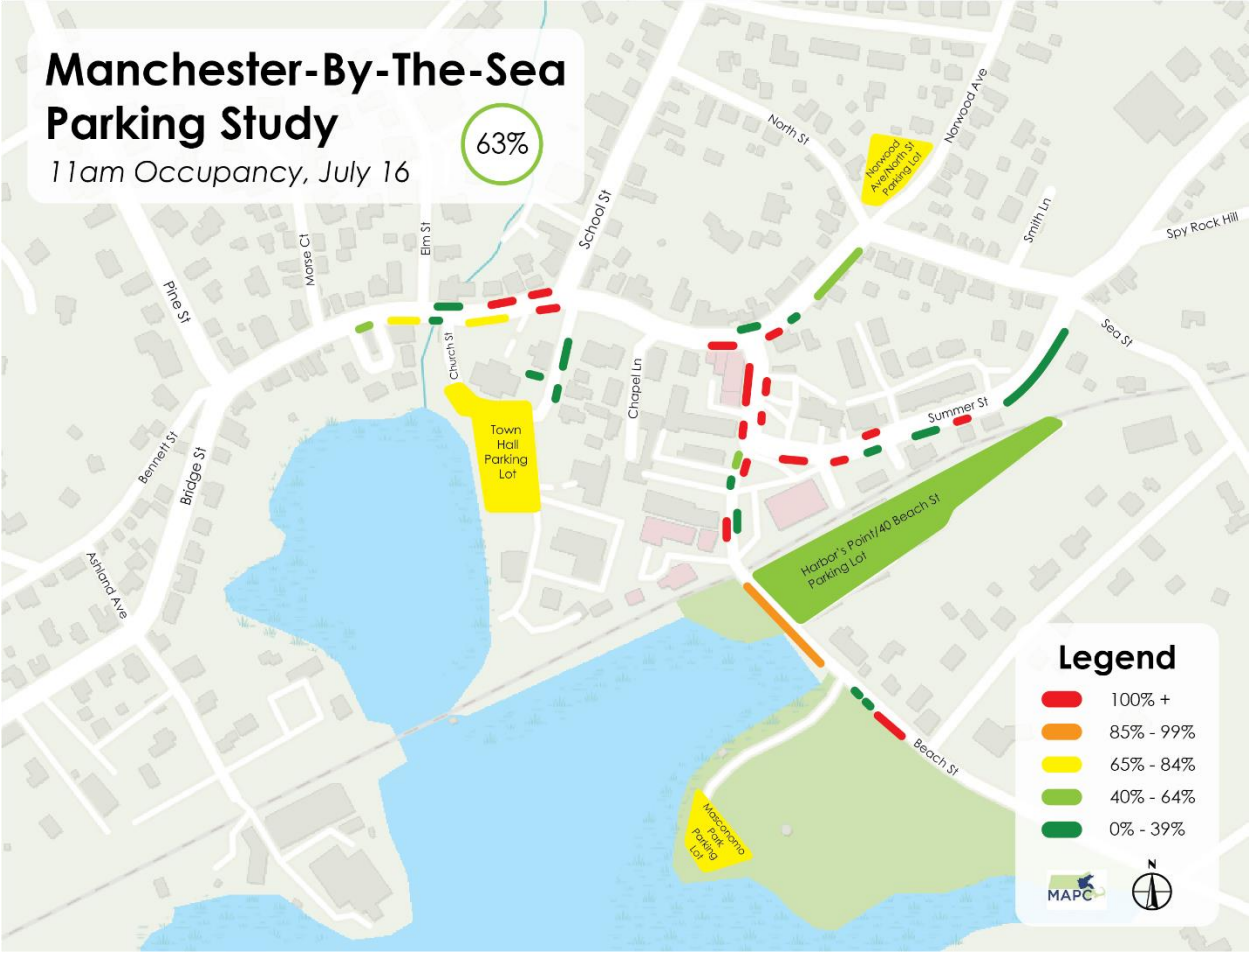 Manchester-By-The-Sea
Parking Study
11am Occupancy, July 16
63%
North St
Norwood Ave
Norwood
Ave/North St
Parking Lot
School St
Smith Ln
Spy Rock Hill
Elm St
Morse Ct
Pine St
Sea St
Church St
Chapel Ln
Summer St
Town
Hall
Parking
Lot
Bennett St
Bridge St
Harbor's Point/40 Beach St
Parking Lot
Ashland Ave
Beach St
Masconomo
Park
Parking
Lot
Legend
100% +
85% - 99%
65% - 84%
40% - 64%
0% - 39%
MAPC
N